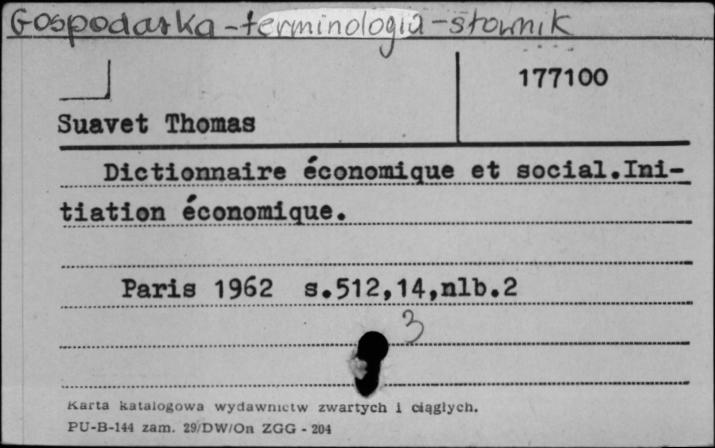 Gospodarka - terminologia - słownik
177100
Suavet Thomas
Dictionnaire économique et social.Ini-
tiation économique.
Paris 1962 s.512,14,nlb.2
3
Karta katalogowa wydawnictw zwartych i ciągłych.
PU-B-144 zam. 29/DW/On ZGG - 204